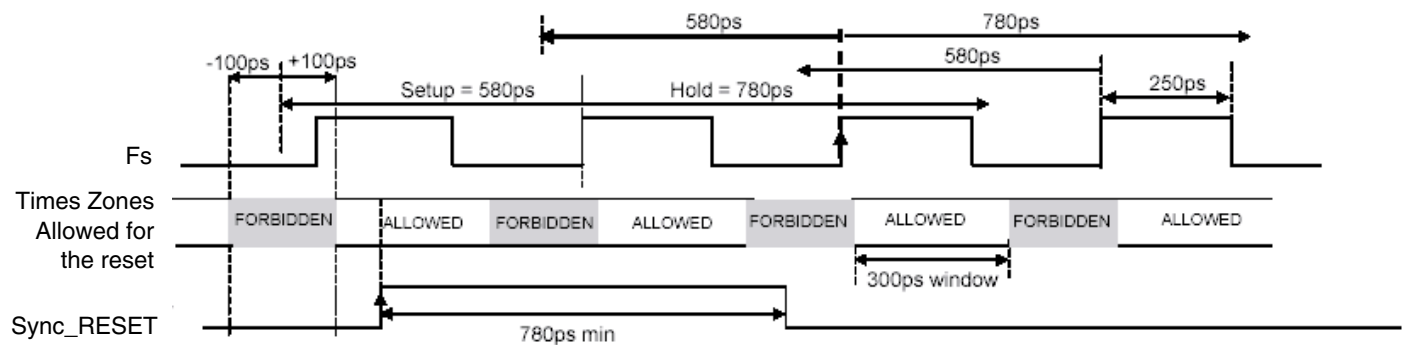 580ps
780ps
-100ps
+100ps
580ps
Setup = 580ps
Hold = 780ps
250ps
Fs
Times Zones
Allowed for
the reset
FORBIDDEN
ALLOWED
FORBIDDEN
ALLOWED
FORBIDDEN
ALLOWED
FORBIDDEN
ALLOWED
300ps window
Sync_RESET
780ps min